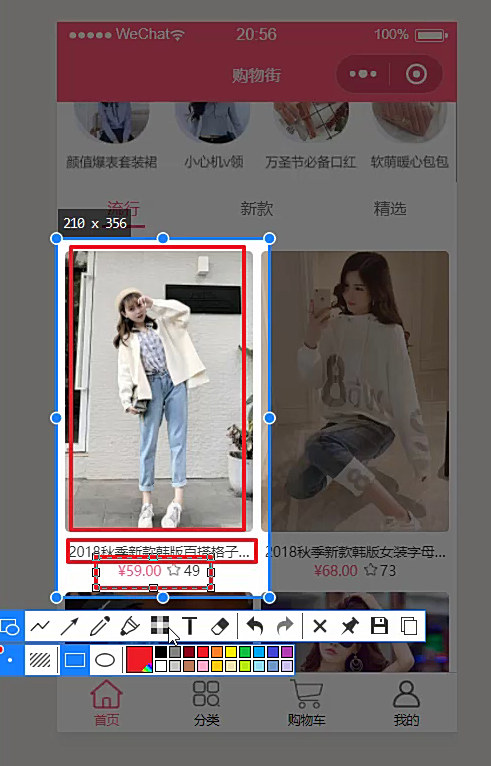 WeChat 20:56 100%
购物街
颜值爆表套装裙 小心机v领 万圣节必备口红 软萌暖心包包
流行 新款 精选
210 x 356
2018秋季新款韩版百搭格子... 2018秋季新款韩版女装字母...
¥59.00 49 ¥68.00 73
T
首页 分类 购物车 我的